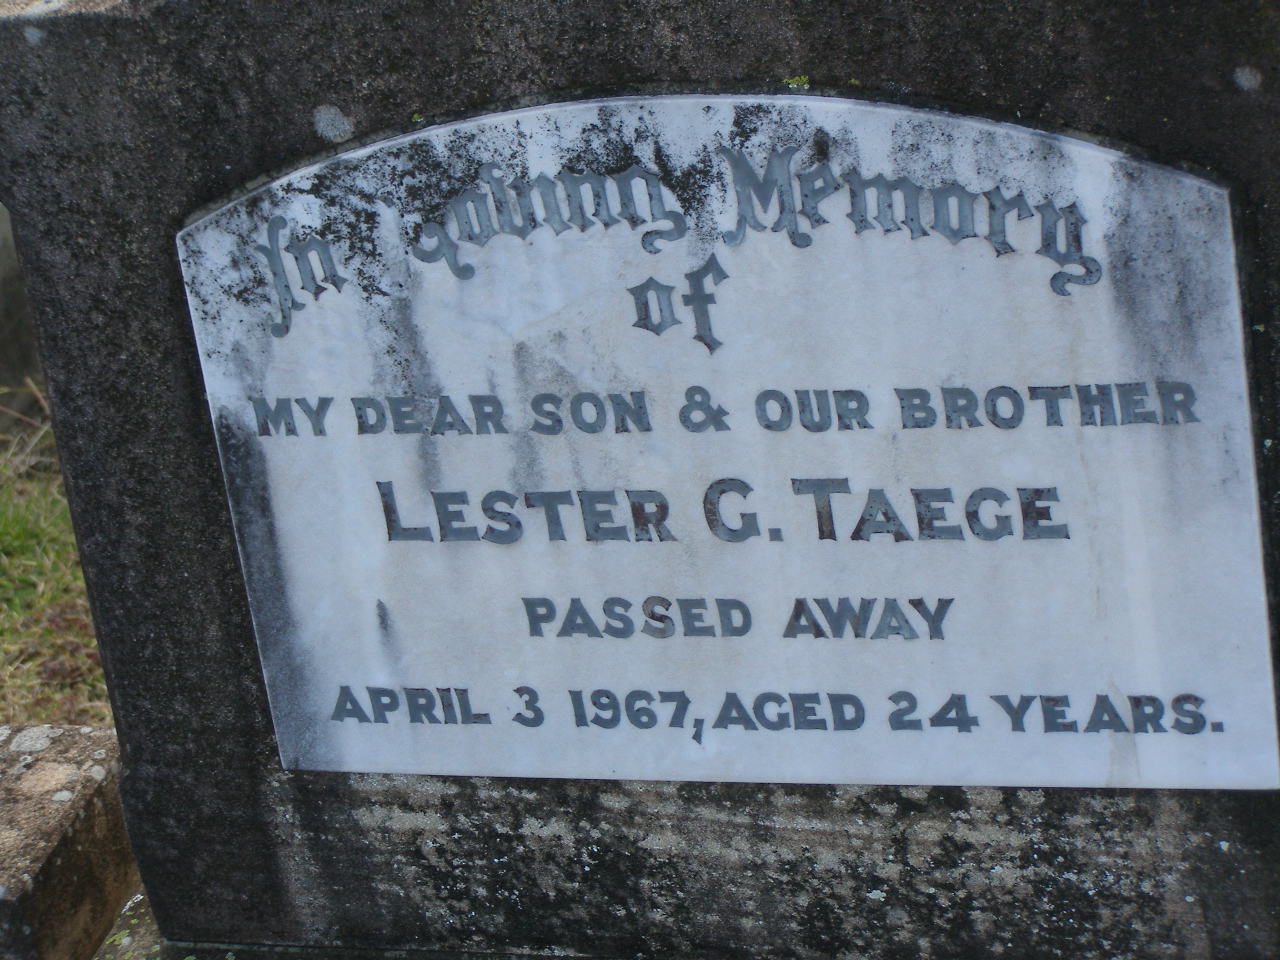 In Loving Memory
of
MY DEAR SON & OUR BROTHER
LESTER G. TAEGE
PASSED AWAY
APRIL 3 1967, AGED 24 YEARS.